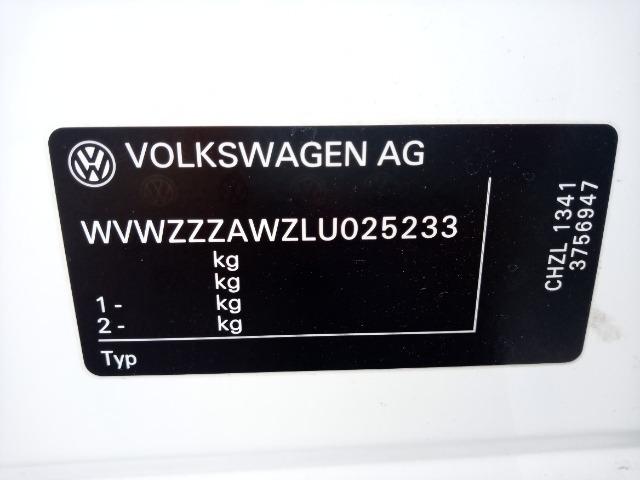 VOLKSWAGEN AG
WVWZZZAWZLU025233
kg
kg
1 - kg
2 - kg
Typ
CHZL 1341
3756947